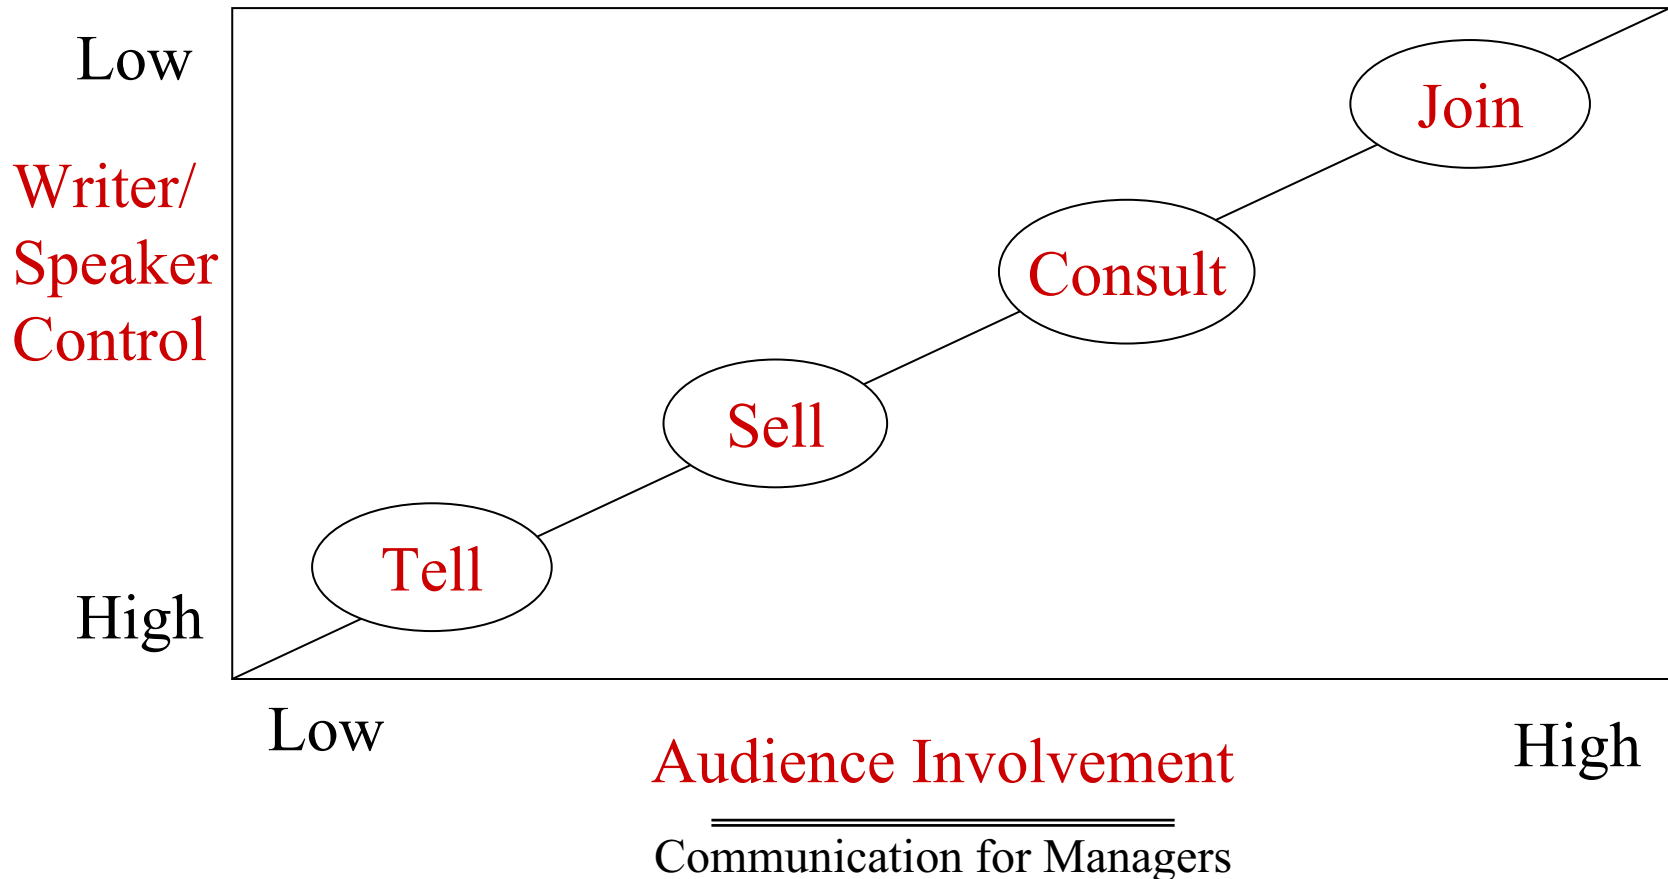 Low
Join
Writer/
Speaker
Control
Consult
Sell
Tell
High
Low
High
Audience Involvement
Communication for Managers